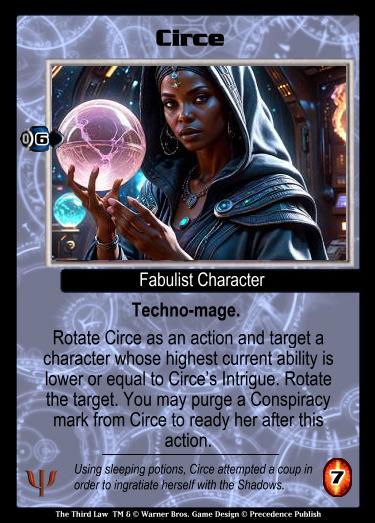 Circe
6
Fabulist Character
Techno-mage.
Rotate Circe as an action and target a
character whose highest current ability is
lower or equal to Circe's Intrigue. Rotate
the target. You may purge a Conspiracy
mark from Circe to ready her after this
action.
Using sleeping potions, Circe attempted a coup in
order to ingratiate herself with the Shadows.
7
The Third Law TM & © Warner Bros. Game Design © Precedence Publish